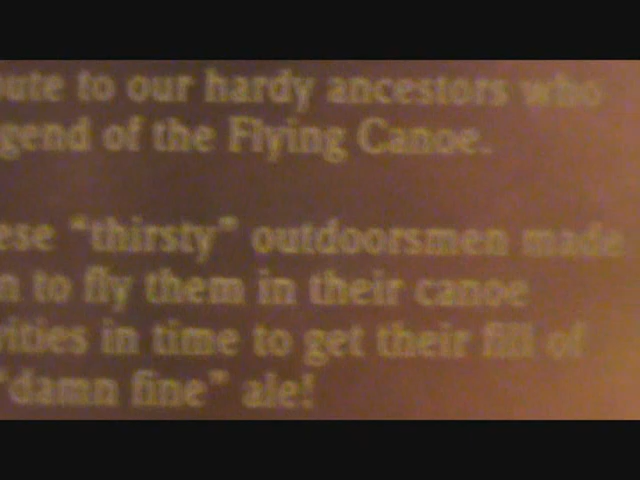 ute to our hardy ancestors who
gend of the Flying Canoe.
ese "thirsty" outdoorsmen made
n to fly them in their canoe
vities in time to get their fill of
"damn fine" ale!